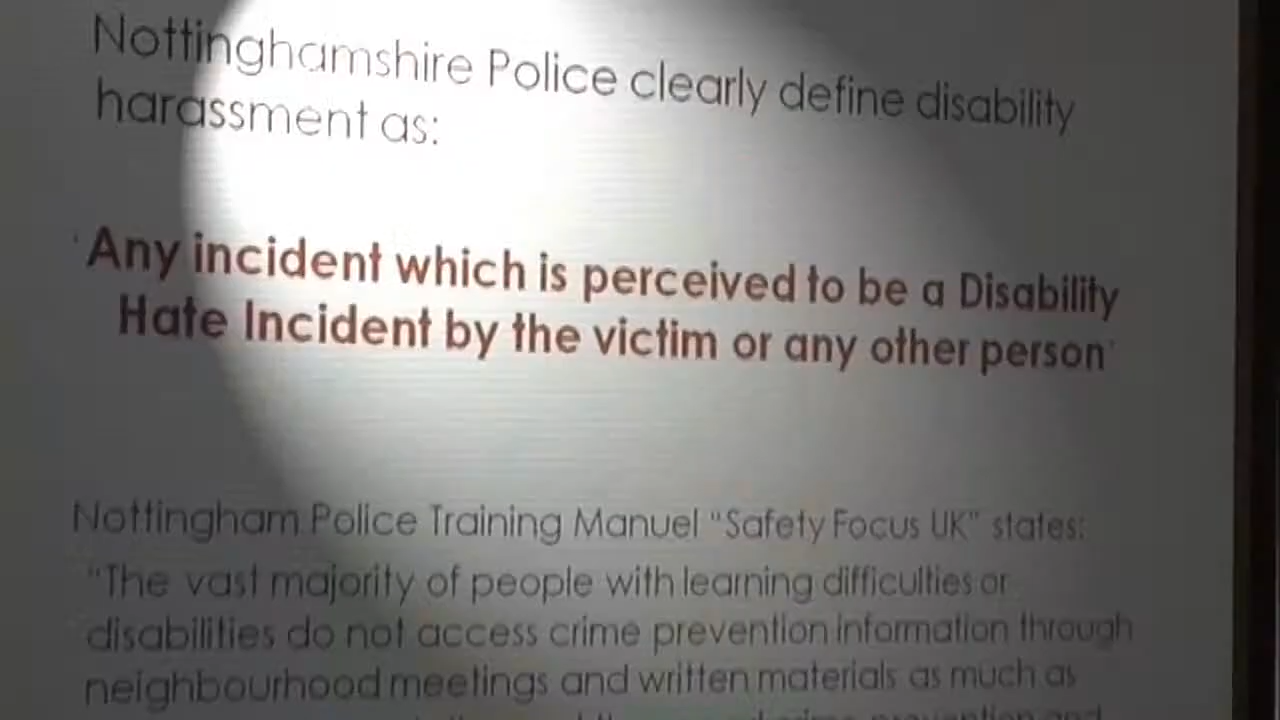 Nottinghamshire Police clearly define disability
harassment as:
'Any incident which is perceived to be a Disability
Hate Incident by the victim or any other person'
Nottingham Police Training Manuel "Safety Focus UK" states:
"The vast majority of people with learning difficulties or
disabilities do not access crime prevention information through
neighbourhood meetings and written materials as much as
crime prevention and